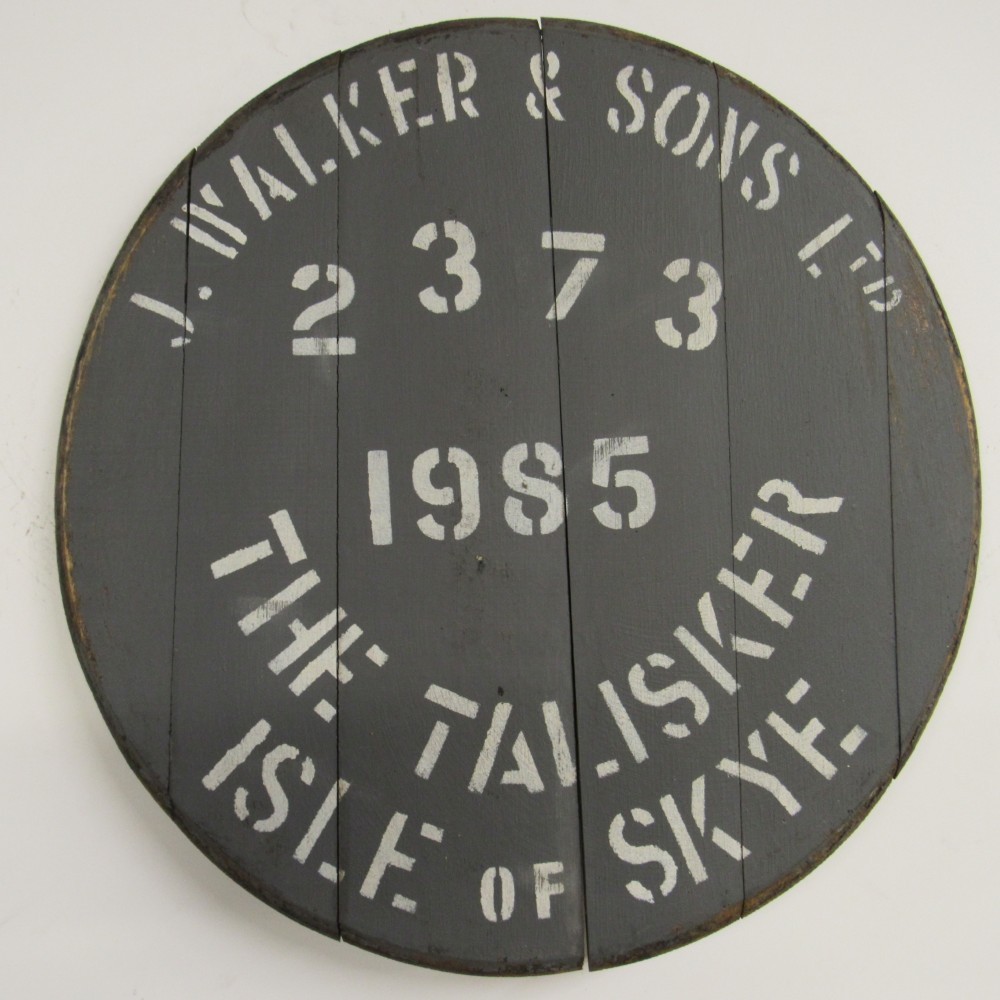 J. WALKER & SONS LTD
2373
1985
THE TALISKER
ISLE OF SKYE